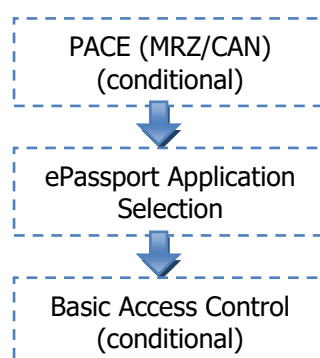 PACE (MRZ/CAN)
(conditional)
ePassport Application
Selection
Basic Access Control
(conditional)